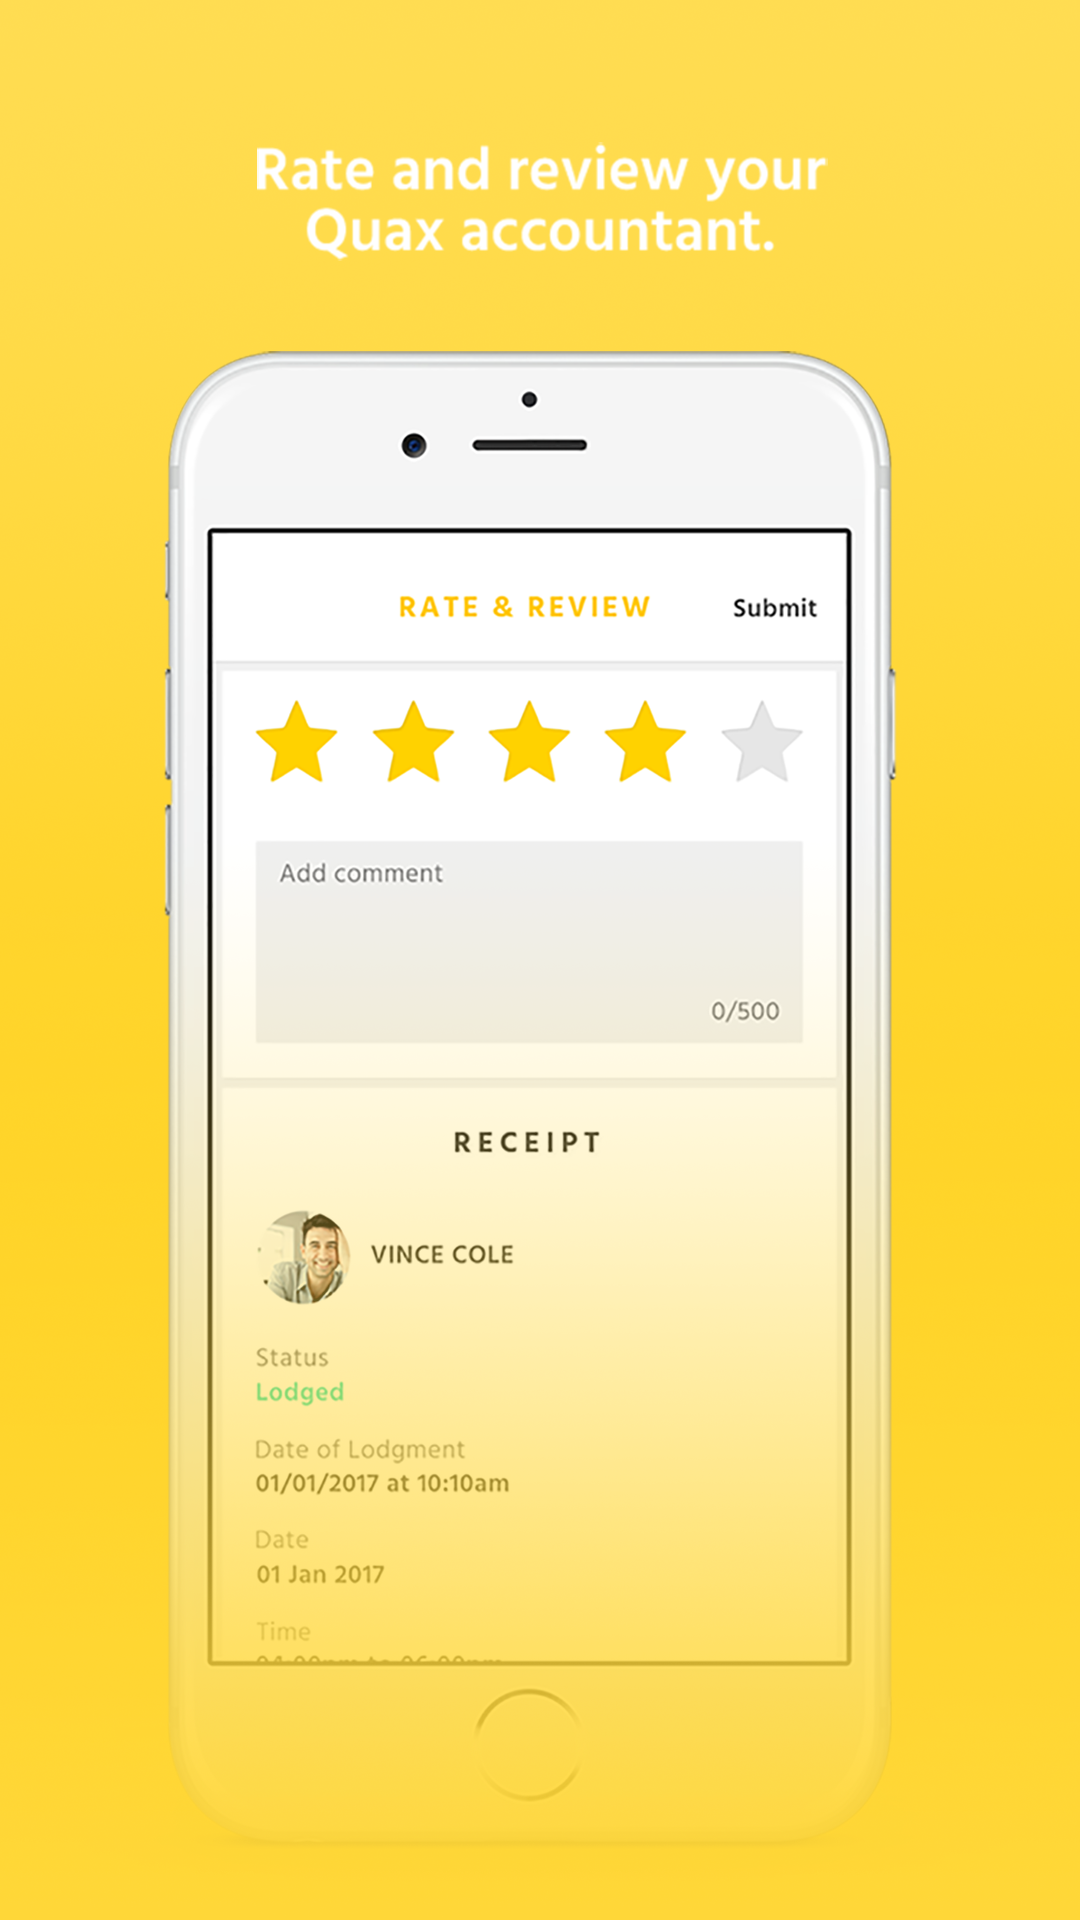 Rate and review your
Quax accountant.
RATE & REVIEW
Submit
Add comment
0/500
RECEIPT
VINCE COLE
Status
Lodged
Date of Lodgment
01/01/2017 at 10:10am
Date
01 Jan 2017
Time